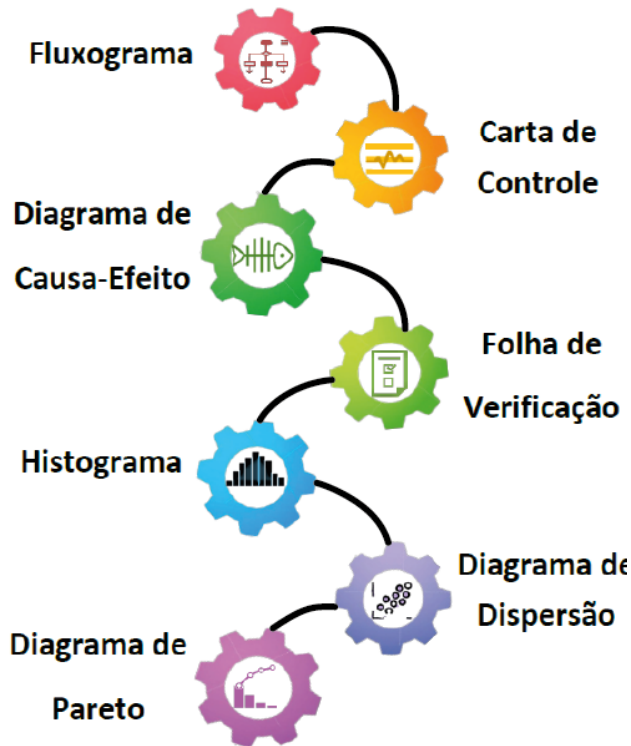 Fluxograma
Carta de
Controle
Diagrama de
Causa-Efeito
Folha de
Verificação
Histograma
Diagrama de
Dispersão
Diagrama de
Pareto